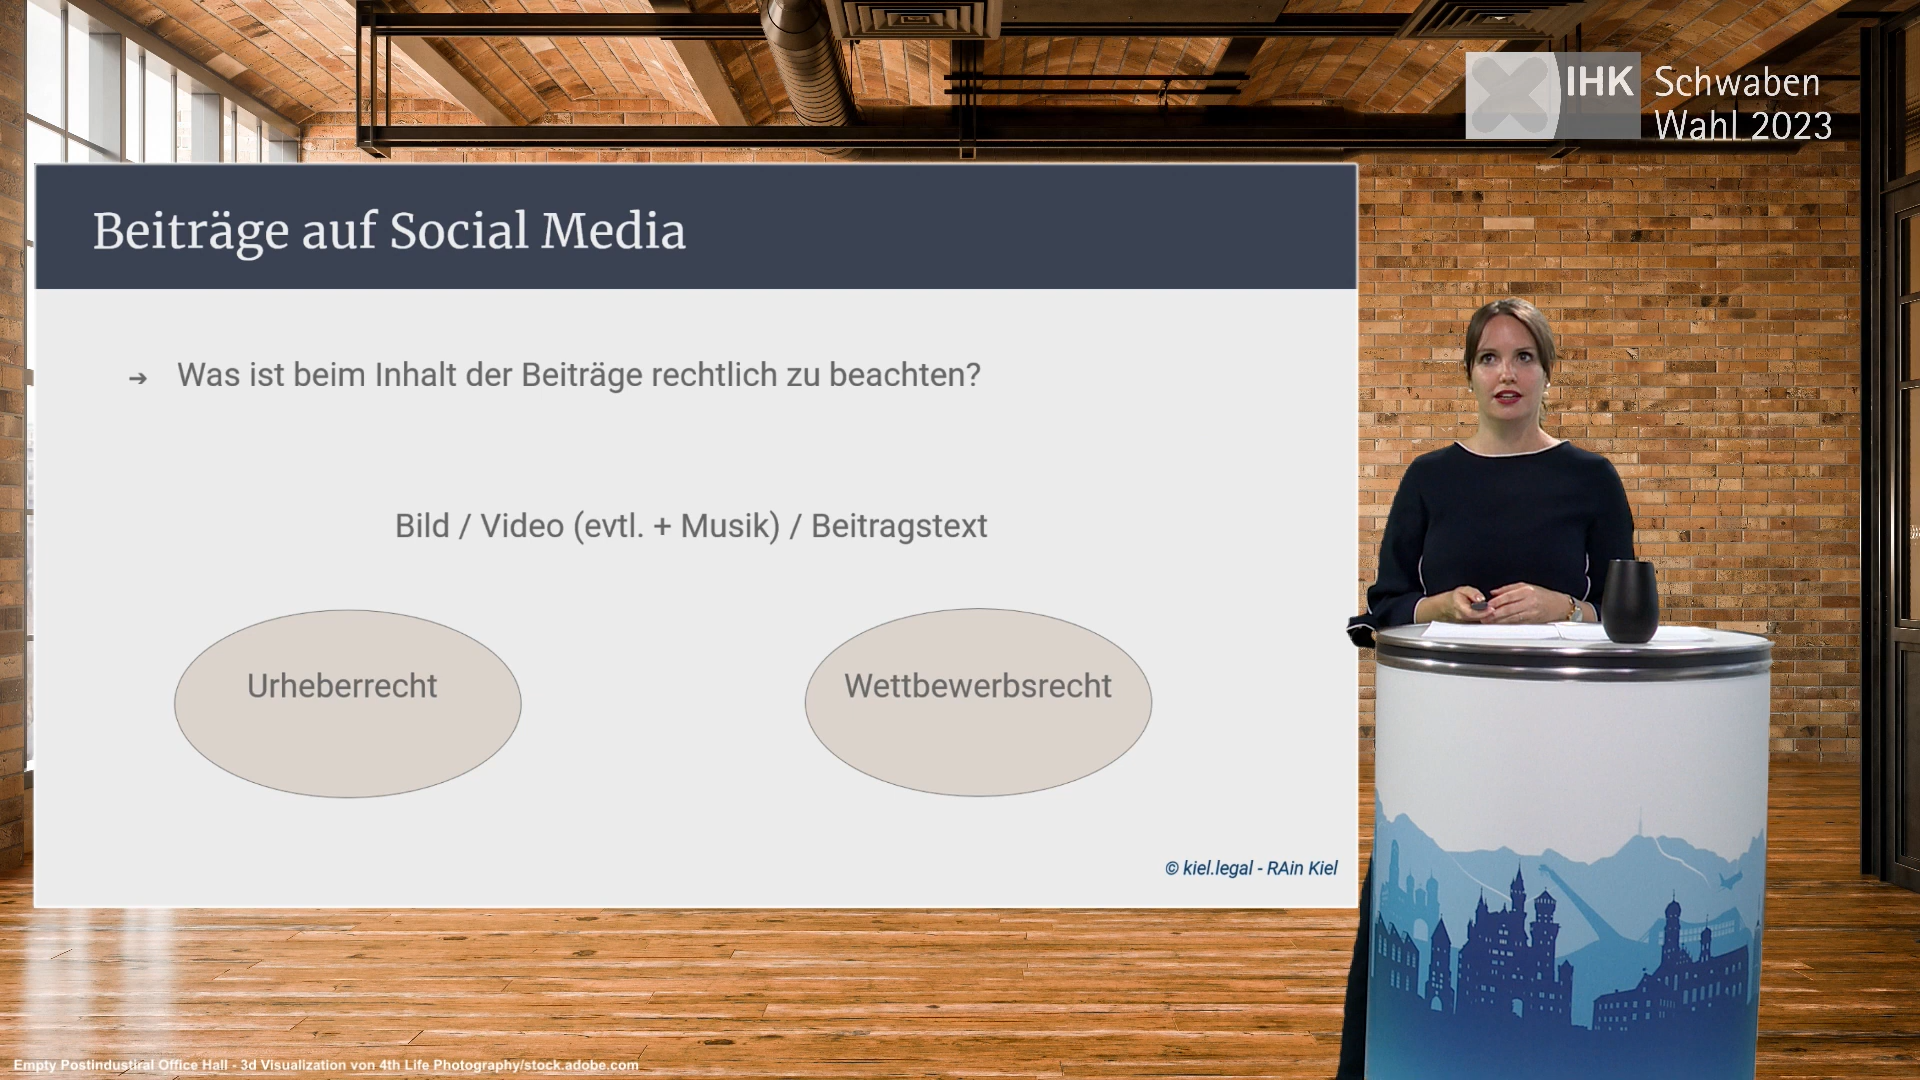 IHK Schwaben
Wahl 2023
Beiträge auf Social Media
➔ Was ist beim Inhalt der Beiträge rechtlich zu beachten?
Bild / Video (evtl. + Musik) / Beitragstext
Urheberrecht
Wettbewerbsrecht
© kiel.legal - RAin Kiel
Empty Postindustiral Office Hall - 3d Visualization von 4th Life Photography/stock.adobe.com